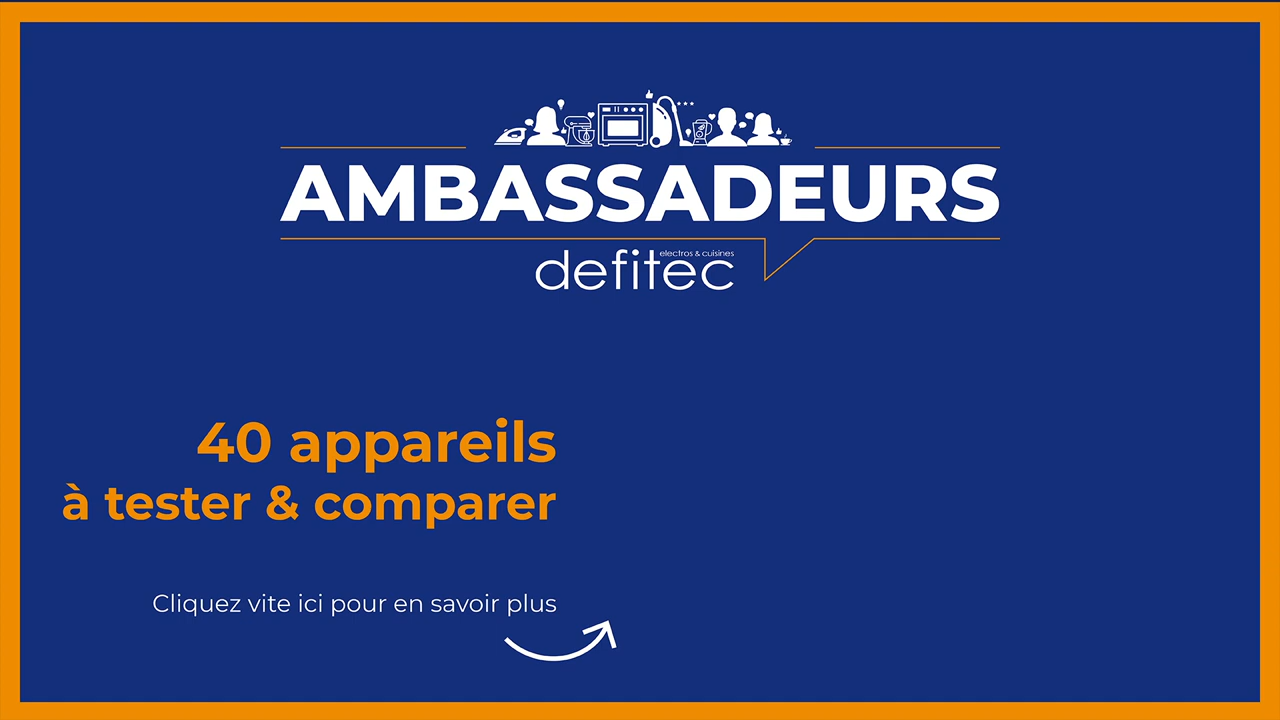 AMBASSADEURS
electros & cuisines
defitec
40 appareils
à tester & comparer
Cliquez vite ici pour en savoir plus